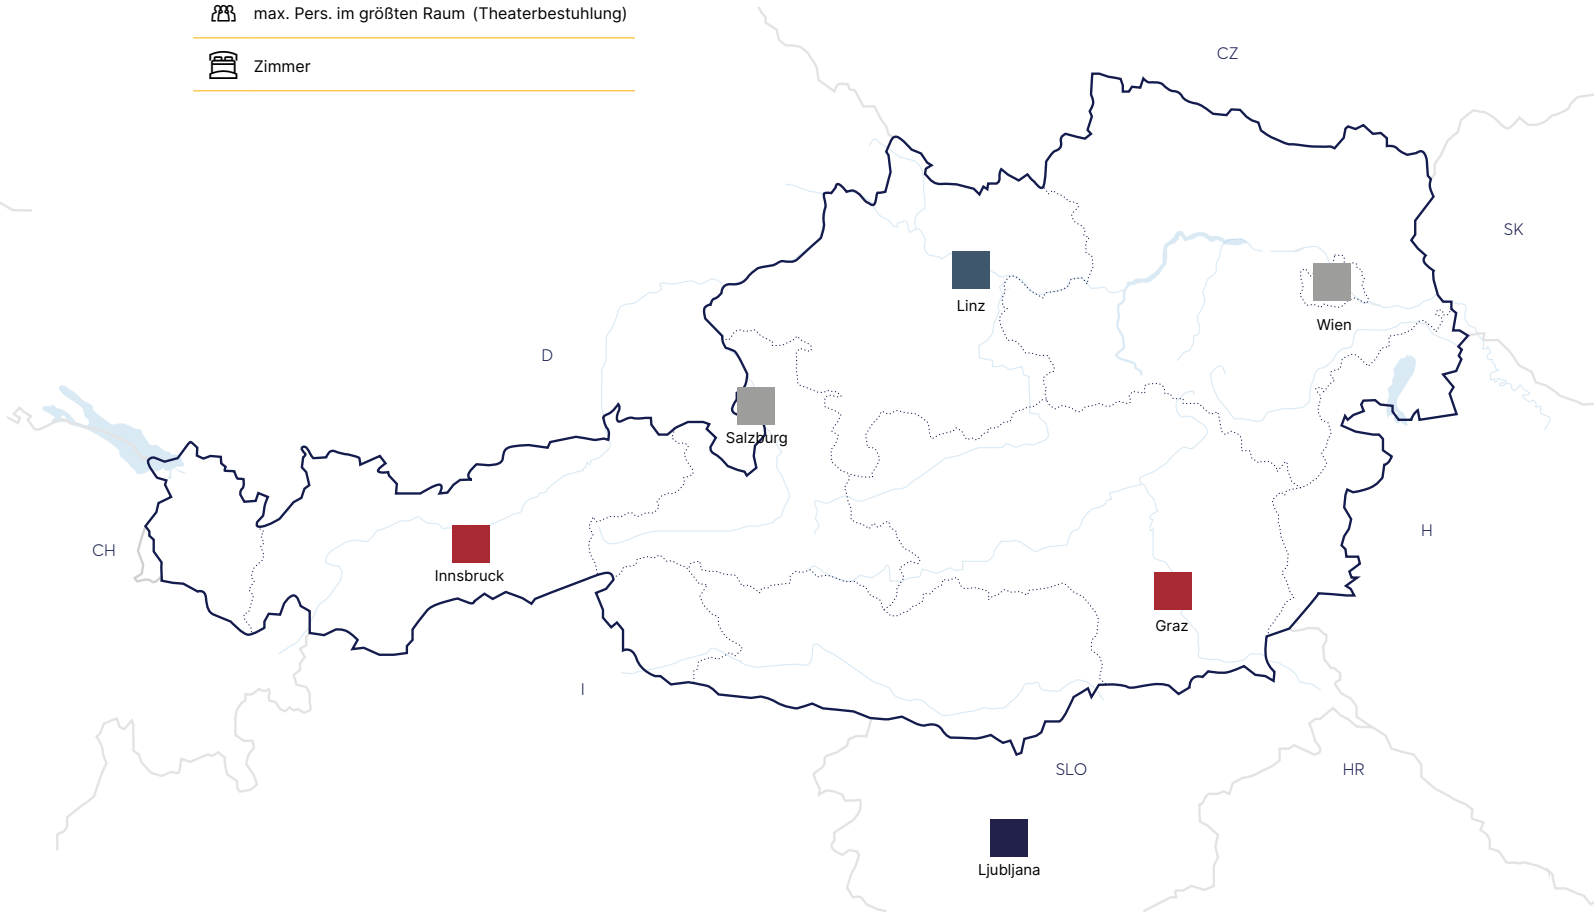 max. Pers. im größten Raum (Theaterbestuhlung)
Zimmer
CZ
SK
Linz
Wien
D
Salzburg
CH
Innsbruck
H
Graz
I
SLO
HR
Ljubljana